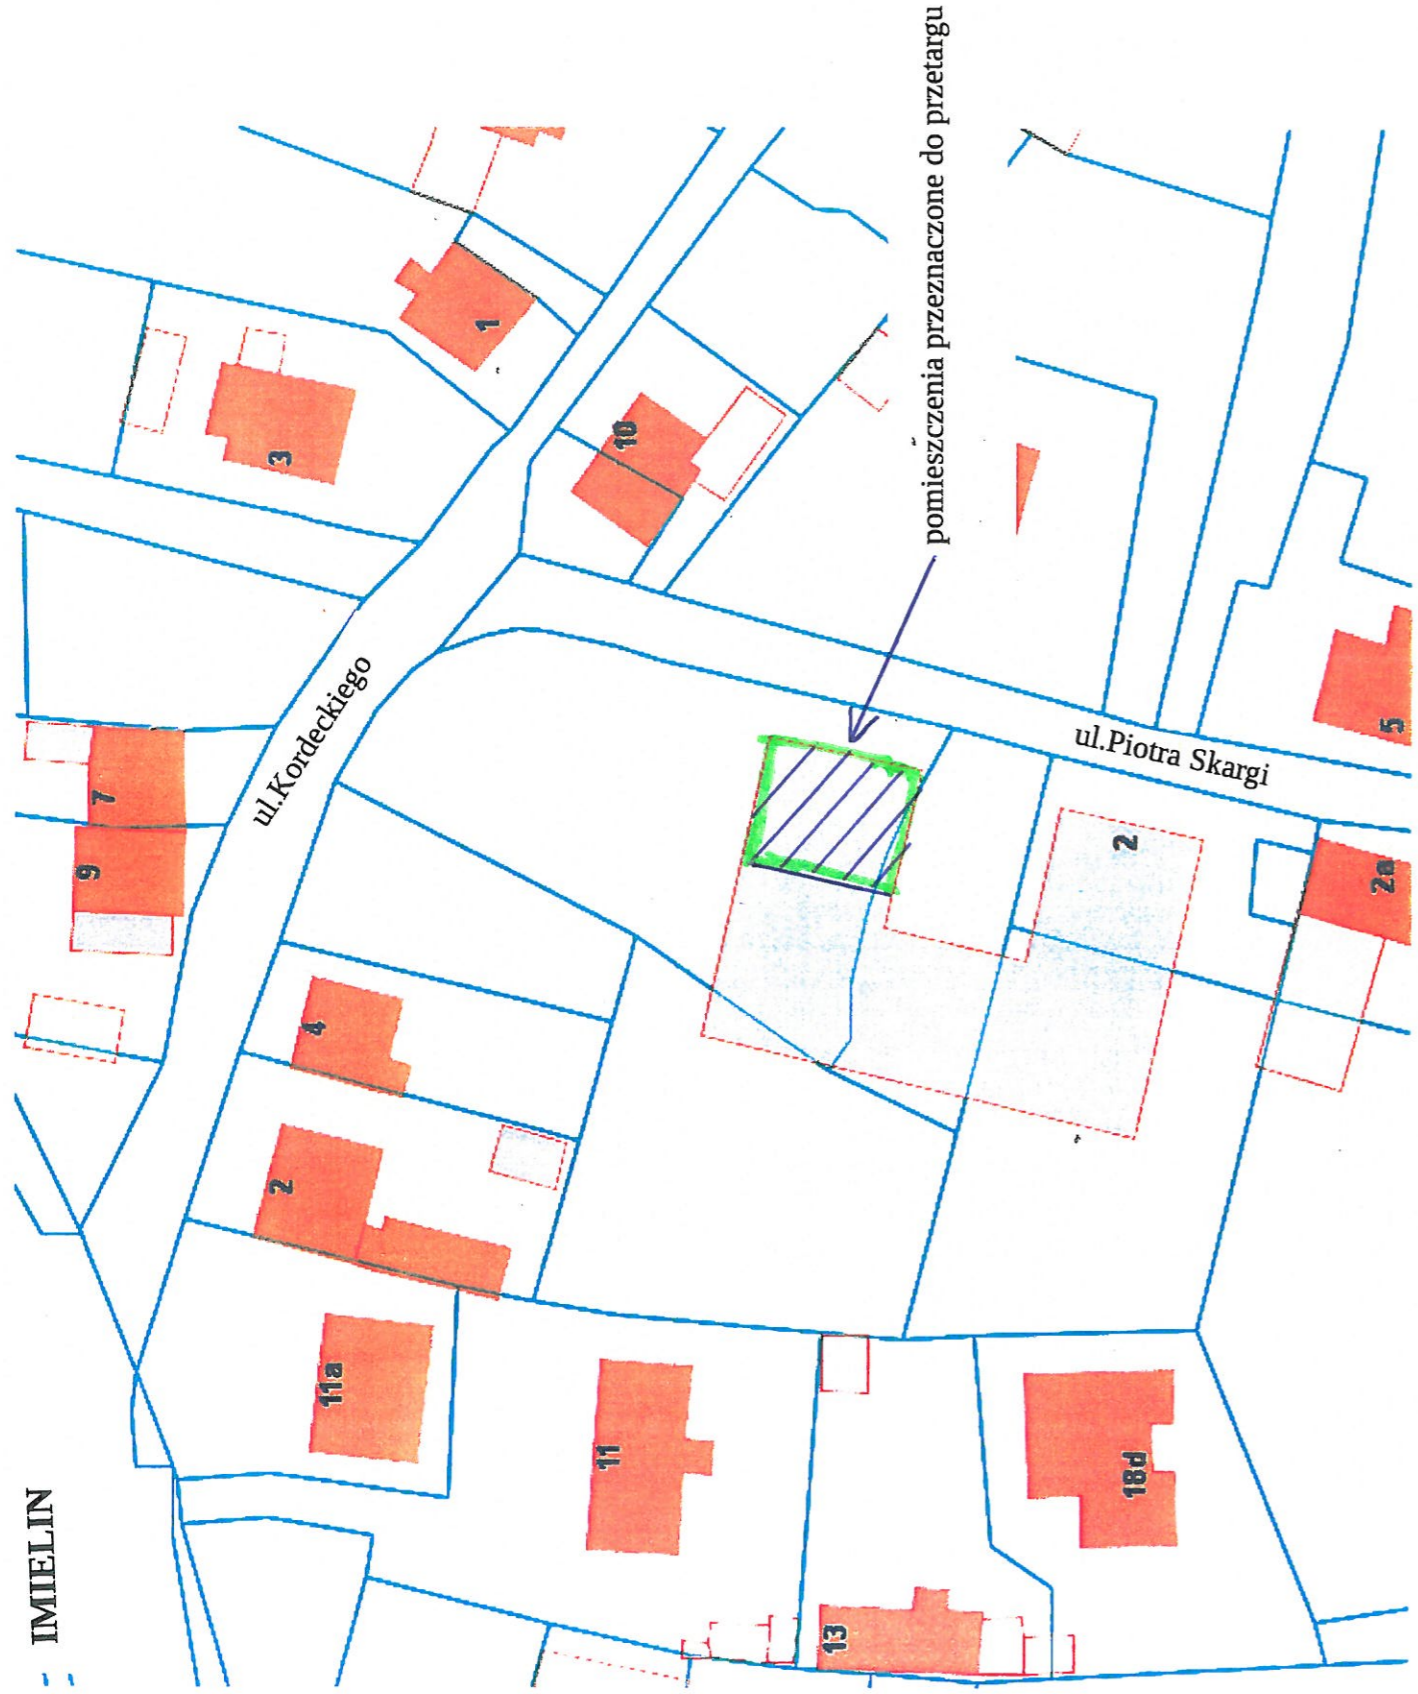 IMIELIN
pomieszczenia przeznaczone do przetargu
ul.Kordeckiego
ul.Piotra Skargi
1
3
10
7
9
4
2
11a
11
13
18d
2
2a
5